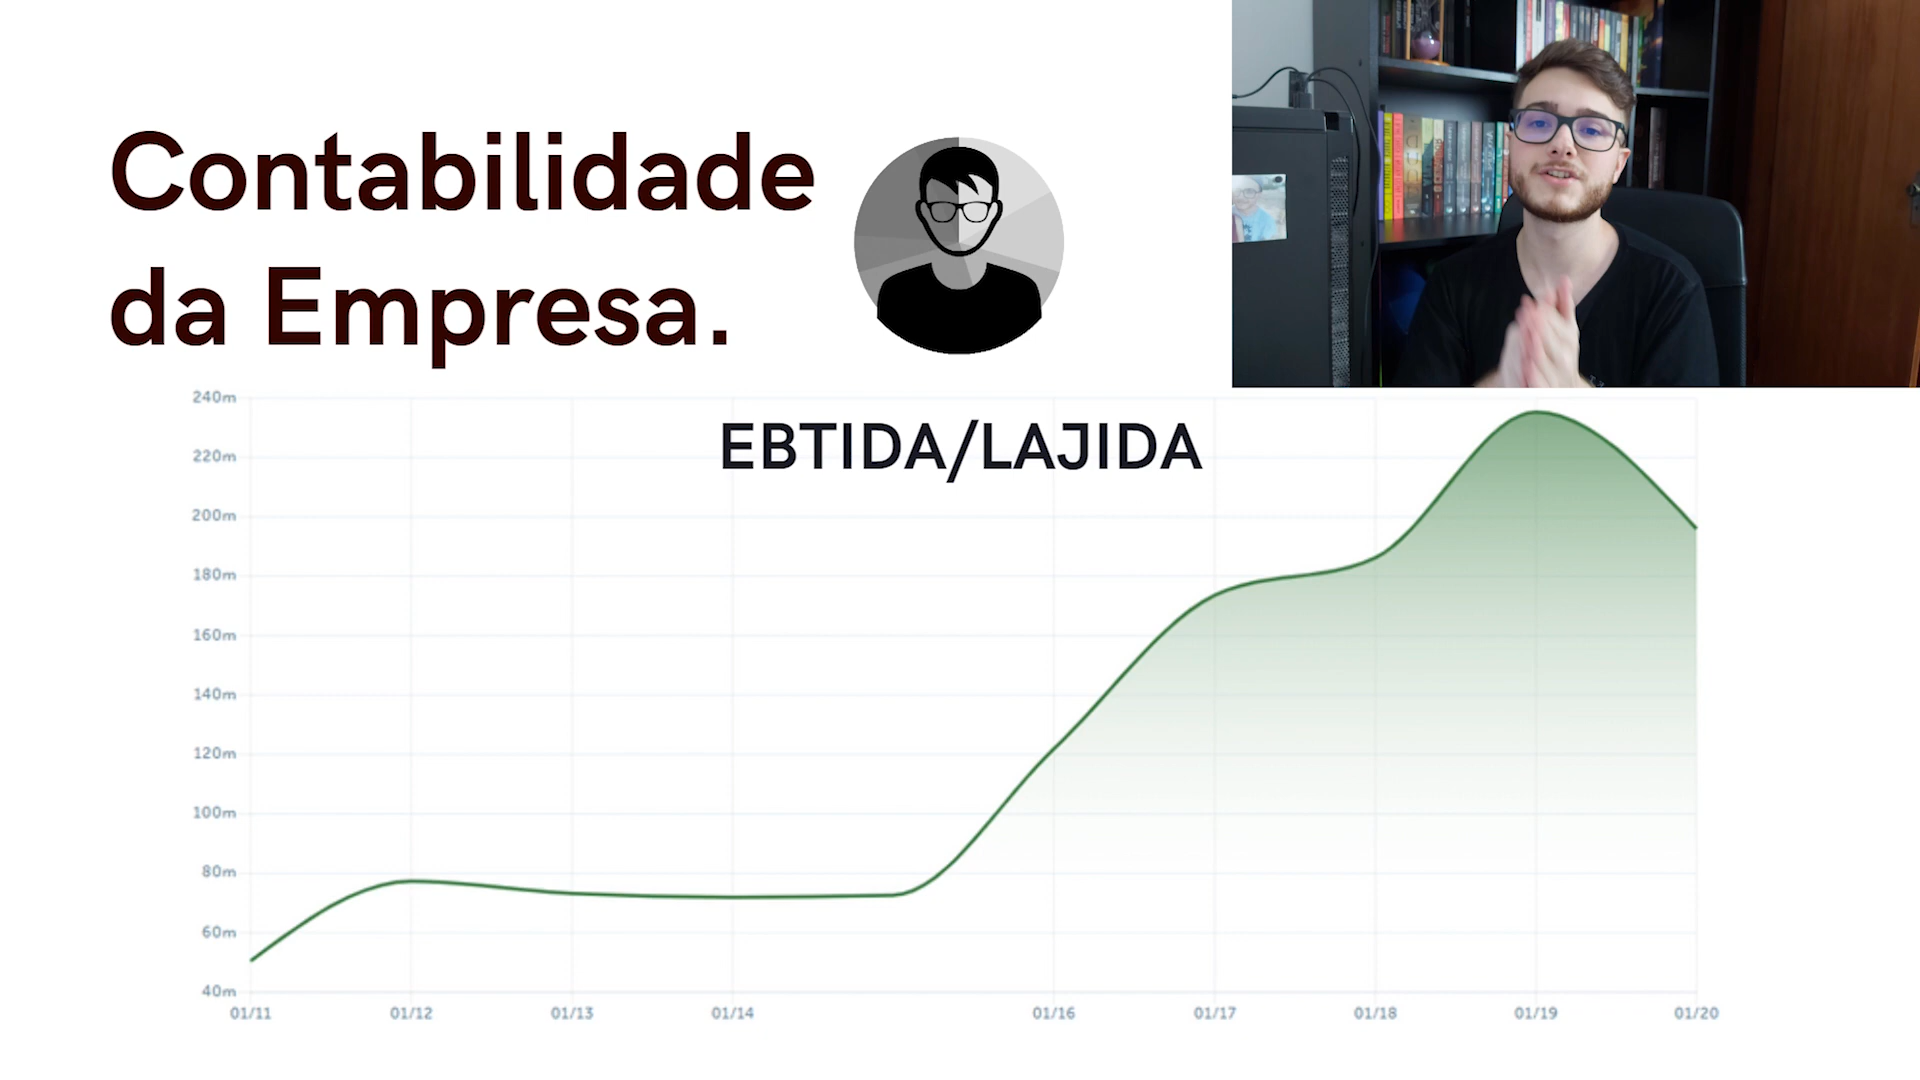 Contabilidade
da Empresa.
EBTIDA/LAJIDA
240m
220m
200m
180m
160m
140m
120m
100m
80m
60m
40m
01/11 01/12 01/13 01/14 01/16 01/17 01/18 01/19 01/20